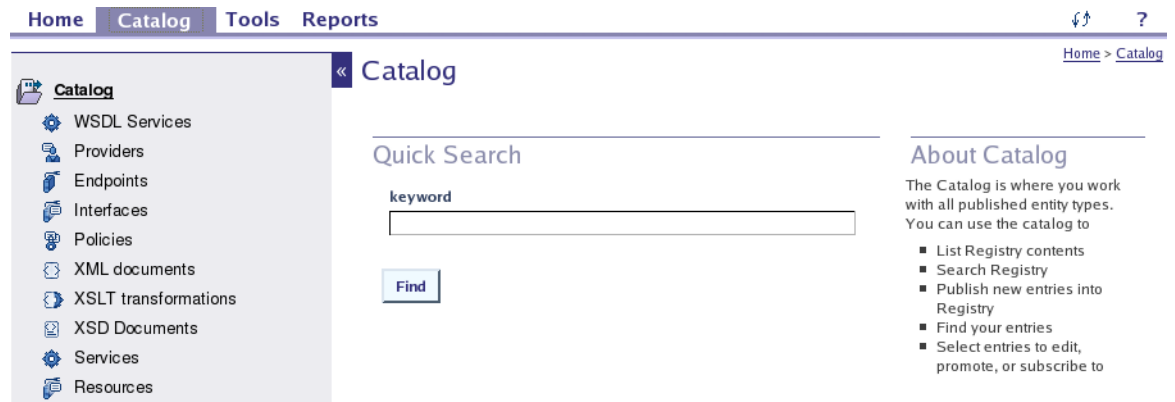 Home Catalog Tools Reports ?
Home > Catalog
Catalog
WSDL Services
Providers
Endpoints
Interfaces
Policies
XML documents
XSLT transformations
XSD Documents
Services
Resources
« Catalog
Quick Search
keyword
Find
About Catalog
The Catalog is where you work
with all published entity types.
You can use the catalog to
List Registry contents
Search Registry
Publish new entries into
Registry
Find your entries
Select entries to edit,
promote, or subscribe to